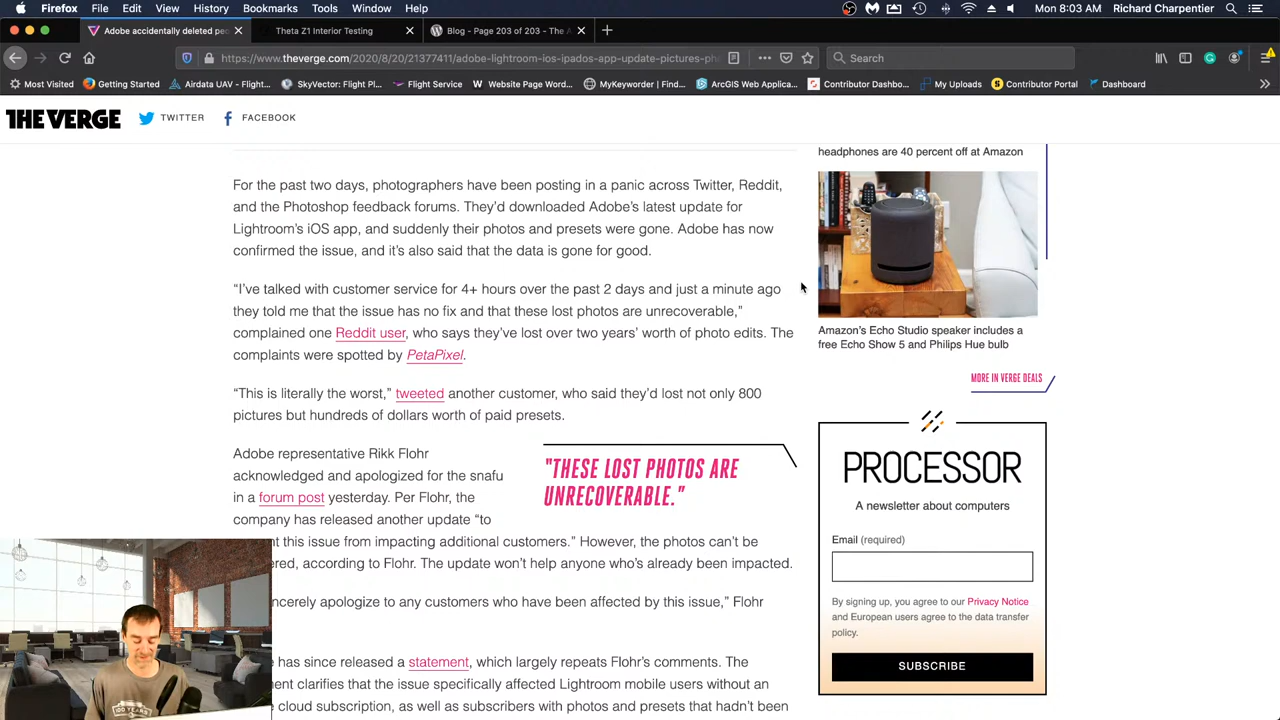 Firefox File Edit View History Bookmarks Tools Window Help Mon 8:03 AM Richard Charpentier
Adobe accidentally deleted pe Theta Z1 Interior Testing Blog - Page 203 of 203 - The A
https://www.theverge.com/2020/8/20/21377411/adobe-lightroom-ios-ipados-app-update-pictures-ph Search
Most Visited Getting Started Airdata UAV - Flight... SkyVector: Flight Pl... Flight Service Website Page Word... MyKeyworder | Find... ArcGIS Web Applica... Contributor Dashbo... My Uploads Contributor Portal Dashboard
THE VERGE TWITTER FACEBOOK
For the past two days, photographers have been posting in a panic across Twitter, Reddit,
and the Photoshop feedback forums. They’d downloaded Adobe’s latest update for
Lightroom’s iOS app, and suddenly their photos and presets were gone. Adobe has now
confirmed the issue, and it’s also said that the data is gone for good.
“I’ve talked with customer service for 4+ hours over the past 2 days and just a minute ago
they told me that the issue has no fix and that these lost photos are unrecoverable,”
complained one Reddit user, who says they’ve lost over two years’ worth of photo edits. The
complaints were spotted by PetaPixel.
“This is literally the worst,” tweeted another customer, who said they’d lost not only 800
pictures but hundreds of dollars worth of paid presets.
Adobe representative Rikk Flohr
acknowledged and apologized for the snafu
in a forum post yesterday. Per Flohr, the
company has released another update “to
"THESE LOST PHOTOS ARE
UNRECOVERABLE."
this issue from impacting additional customers.” However, the photos can’t be
according to Flohr. The update won’t help anyone who’s already been impacted.
apologize to any customers who have been affected by this issue,” Flohr
has since released a statement, which largely repeats Flohr’s comments. The
clarifies that the issue specifically affected Lightroom mobile users without an
cloud subscription, as well as subscribers with photos and presets that hadn’t been
headphones are 40 percent off at Amazon
Amazon’s Echo Studio speaker includes a
free Echo Show 5 and Philips Hue bulb
MORE IN VERGE DEALS
PROCESSOR
A newsletter about computers
Email (required)
By signing up, you agree to our Privacy Notice
and European users agree to the data transfer
policy.
SUBSCRIBE
100 YEARS